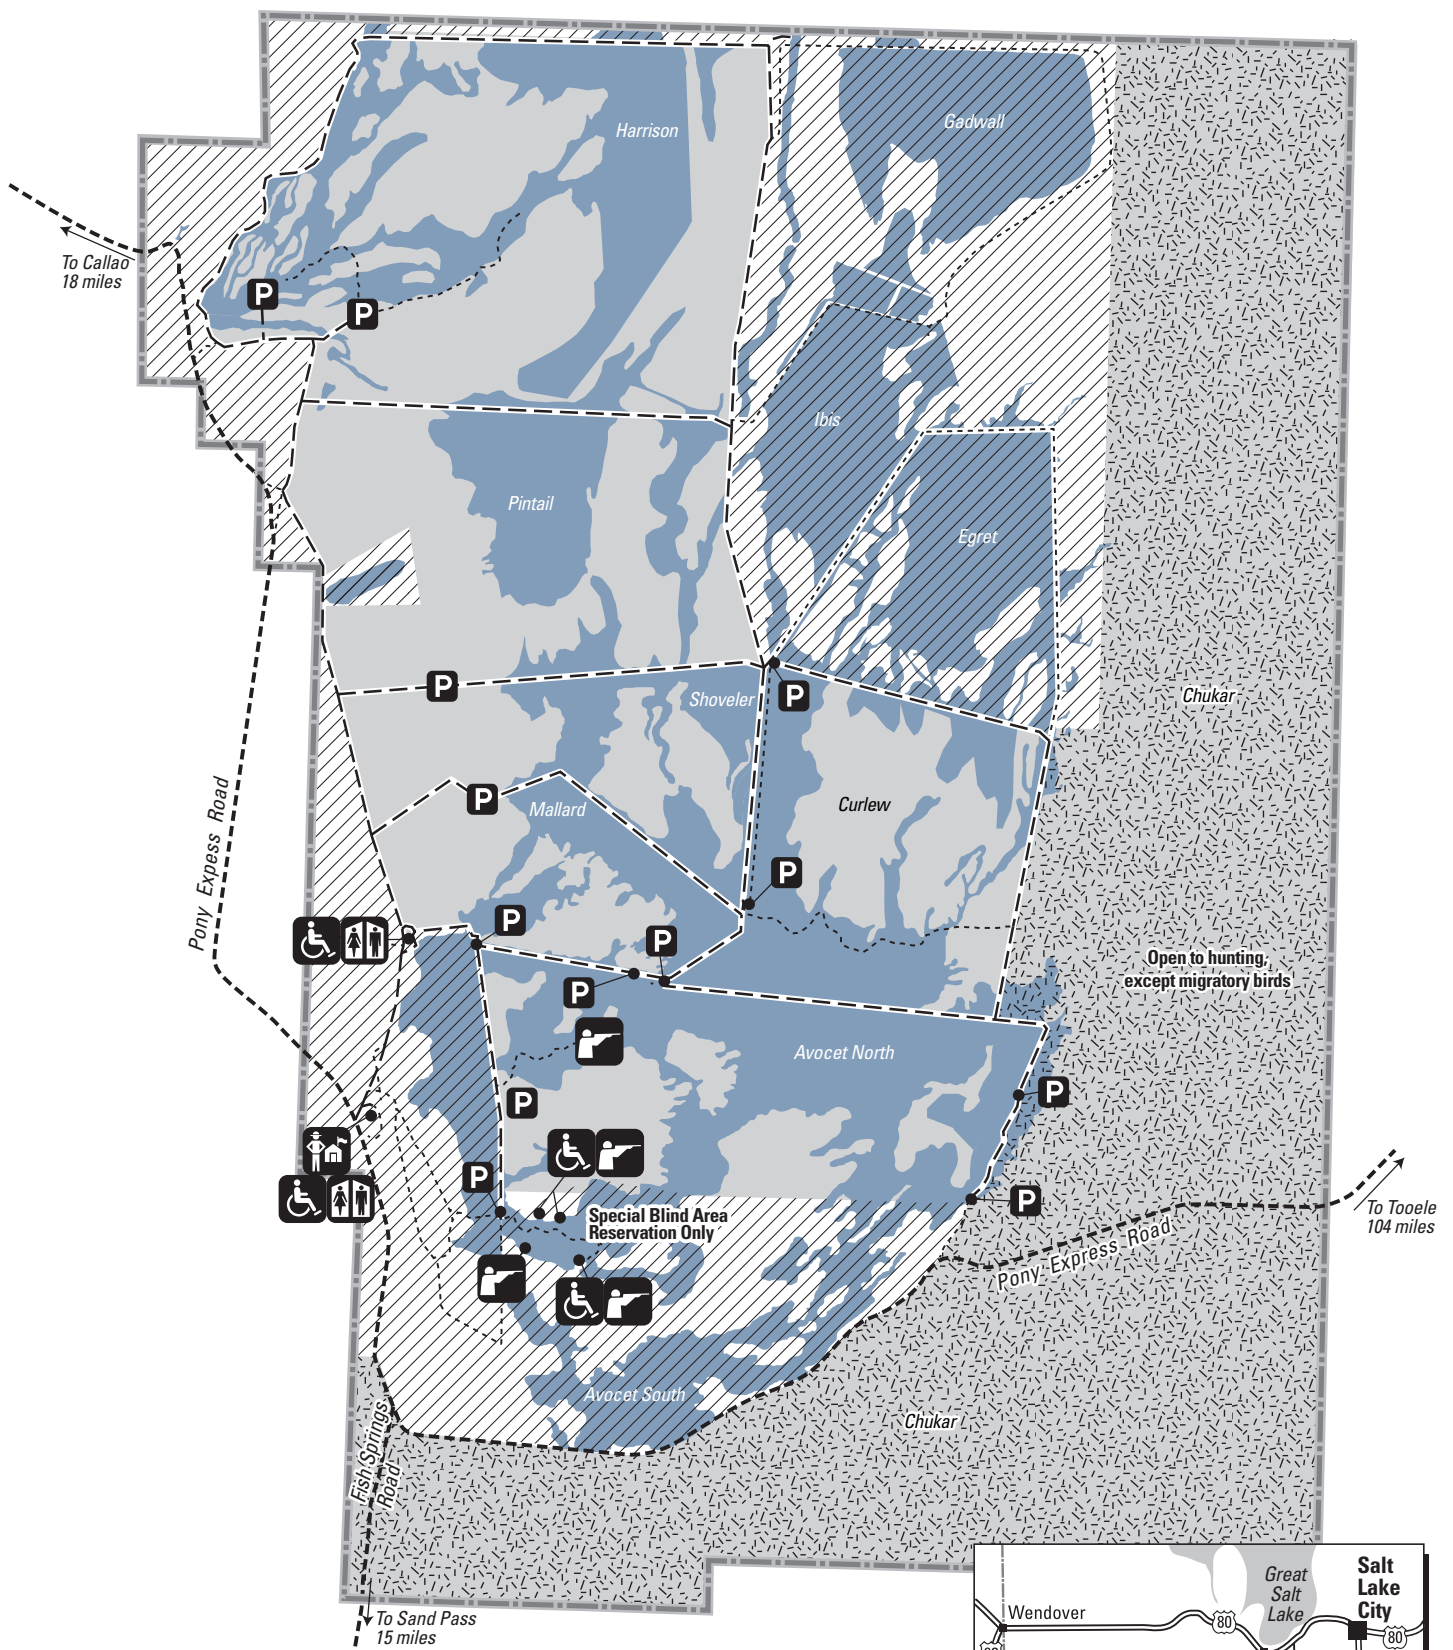 Harrison
Gadwall
To Callao
18 miles
P
P
Ibis
Pintail
Egret
P
Shoveler
P
Chukar
P
Mallard
Curlew
Pony Expess Road
P
P
P
P
Open to hunting,
except migratory birds
Avocet North
P
P
P
P
Special Blind Area
Reservation Only
To Tooele
104 miles
Pony Express Road
Avocet South
Chukar
Fish Springs
Road
To Sand Pass
15 miles
Great
Salt
Lake
Salt
Lake
City
Wendover
80
80